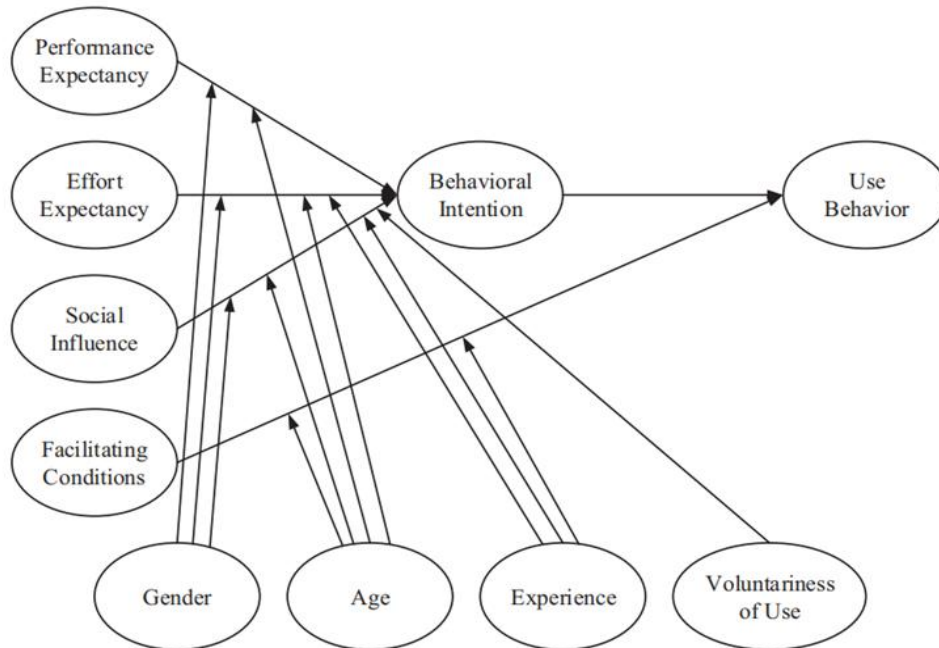 Performance
Expectancy
Effort
Expectancy
Behavioral
Intention
Use
Behavior
Social
Influence
Facilitating
Conditions
Gender
Age
Experience
Voluntariness
of Use